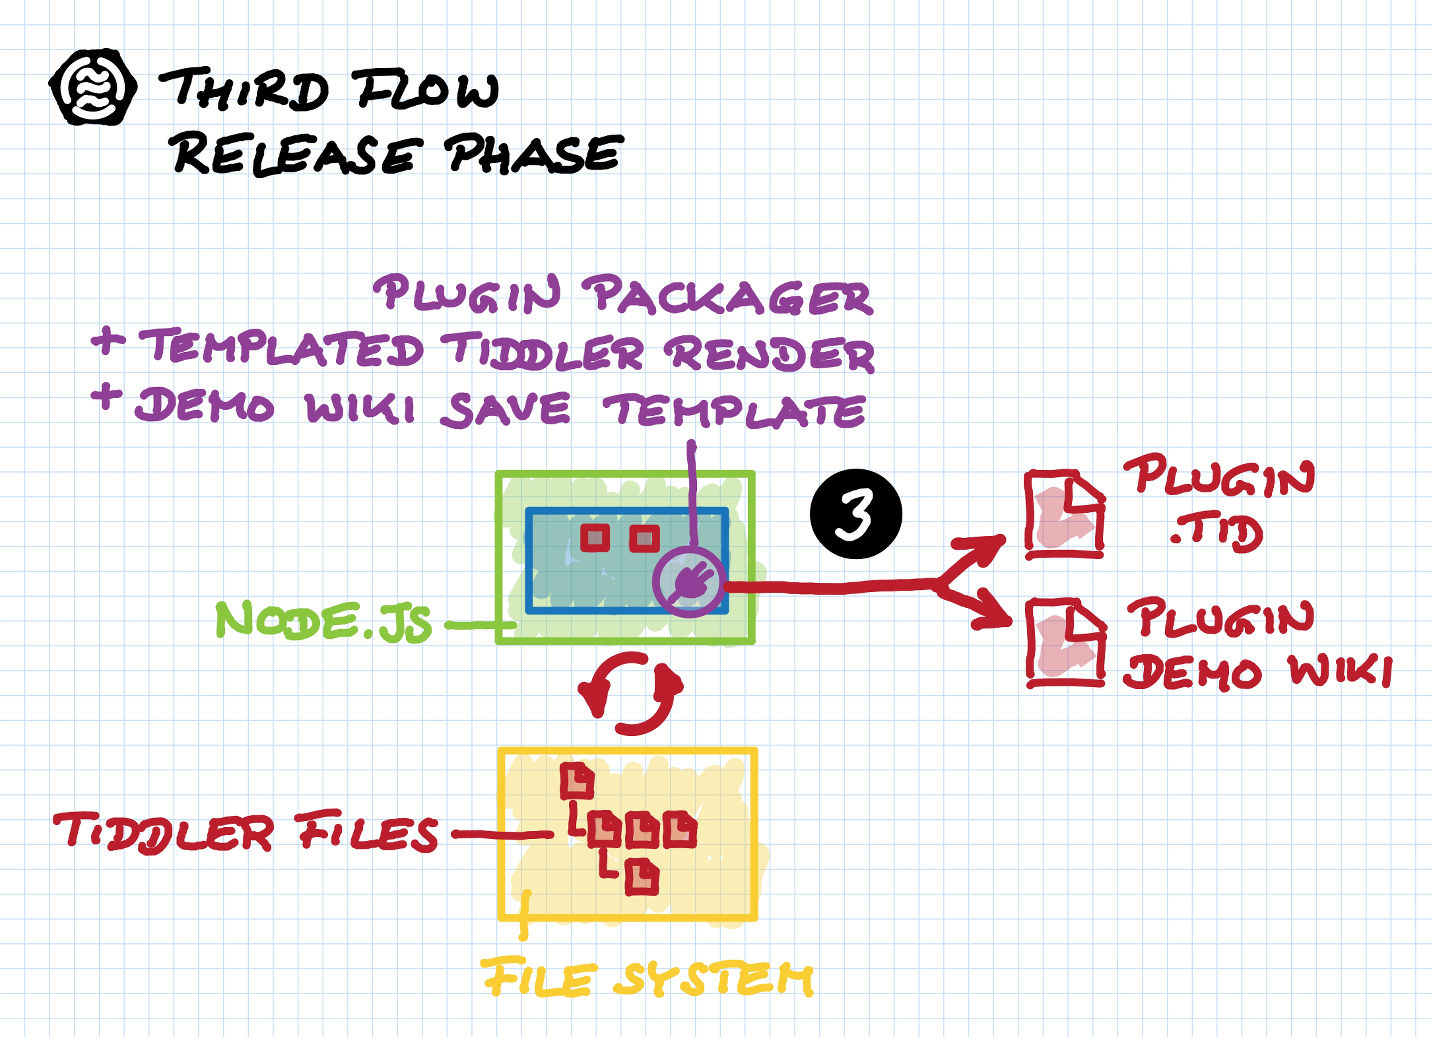 THIRD FLOW
RELEASE PHASE
PLUGIN PACKAGER
+ TEMPLATED TIDDLER RENDER
+ DEMO WIKI SAVE TEMPLATE
3
PLUGIN
.TID
NODE.JS
PLUGIN
DEMO WIKI
TIDDLER FILES
FILE SYSTEM